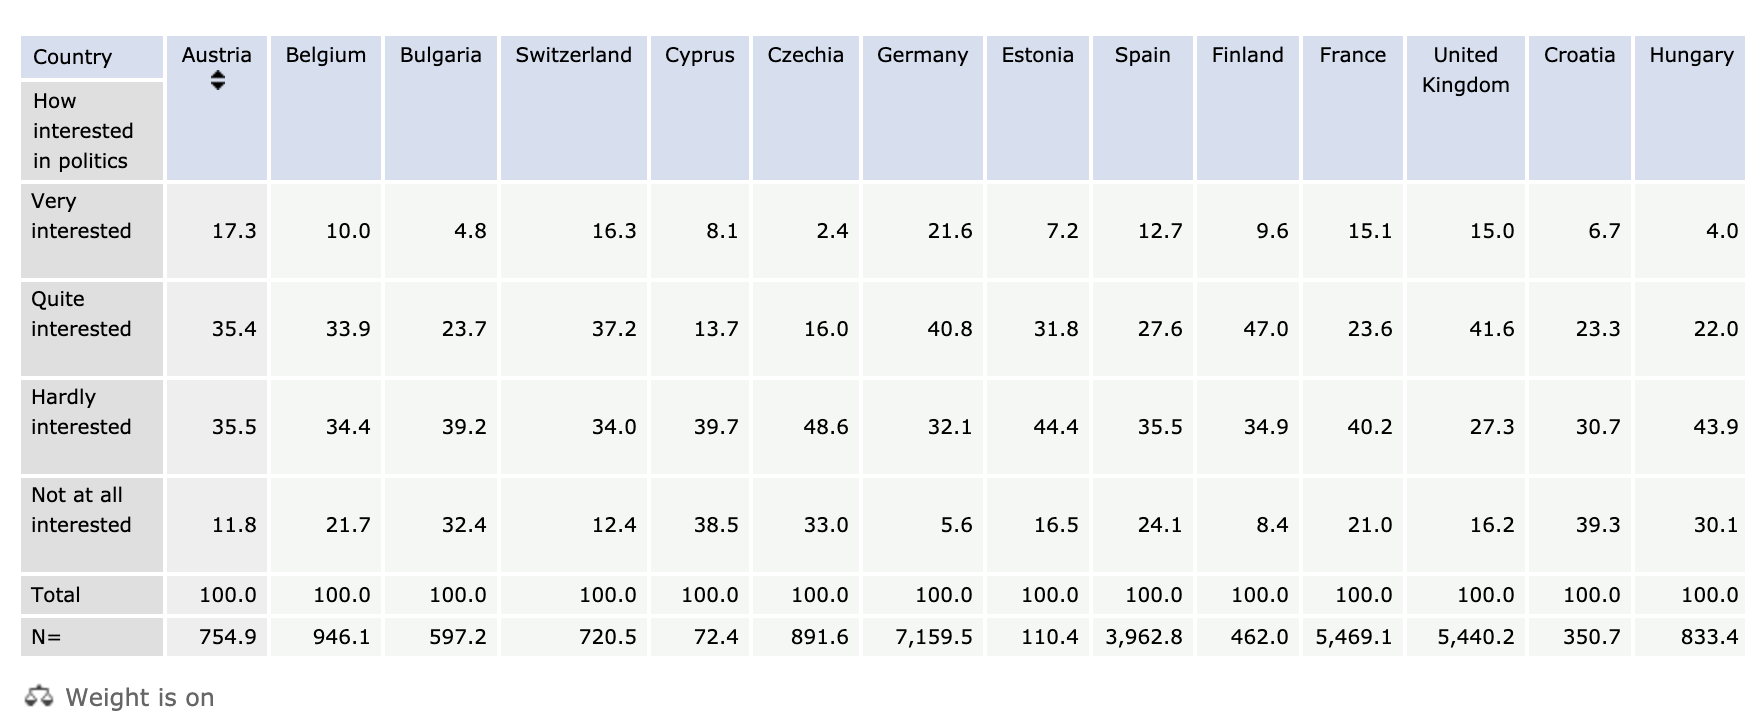 Country Austria Belgium Bulgaria Switzerland Cyprus Czechia Germany Estonia Spain Finland France United Kingdom Croatia Hungary
How
interested
in politics
Very
interested 17.3 10.0 4.8 16.3 8.1 2.4 21.6 7.2 12.7 9.6 15.1 15.0 6.7 4.0
Quite
interested 35.4 33.9 23.7 37.2 13.7 16.0 40.8 31.8 27.6 47.0 23.6 41.6 23.3 22.0
Hardly
interested 35.5 34.4 39.2 34.0 39.7 48.6 32.1 44.4 35.5 34.9 40.2 27.3 30.7 43.9
Not at all
interested 11.8 21.7 32.4 12.4 38.5 33.0 5.6 16.5 24.1 8.4 21.0 16.2 39.3 30.1
Total 100.0 100.0 100.0 100.0 100.0 100.0 100.0 100.0 100.0 100.0 100.0 100.0 100.0 100.0
N= 754.9 946.1 597.2 720.5 72.4 891.6 7,159.5 110.4 3,962.8 462.0 5,469.1 5,440.2 350.7 833.4
Weight is on